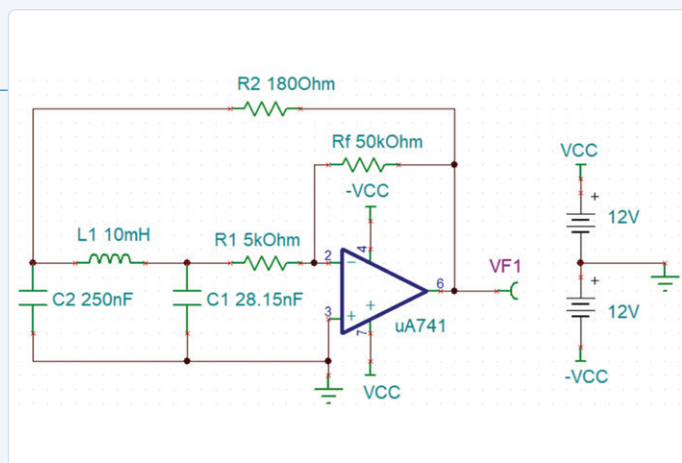 R2 180Ohm
Rf 50kOhm
-VCC
VCC
+
12V
L1 10mH
R1 5kOhm
2
4
-
6
VF1
C2 250nF
C1 28.15nF
3
+
+
7
uA741
+
12V
VCC
-VCC